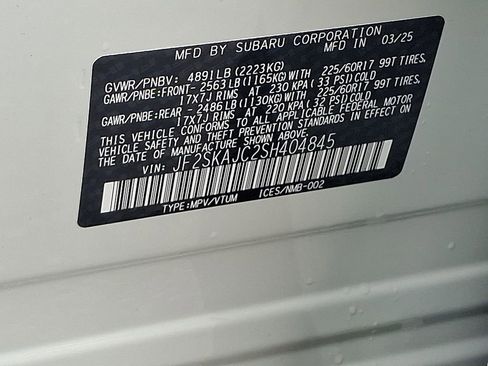 MFD BY SUBARU CORPORATION MFD IN 03/25
GVWR/PNBV: 4891LB (2223KG)
GAWR/PNBE:FRONT-2563LB(1165KG)WITH 225/60R17 99T TIRES
17X7J RIMS AT 230 KPA(33 PSI)COLD
GAWR/PNBE:REAR -2486LB(1130KG)WITH 225/60R17 99T TIRES
17X7J RIMS AT 220 KPA(32 PSI)COLD
THIS VEHICLE CONFORMS TO ALL APPLICABLE FEDERAL MOTOR
VEHICLE SAFETY STANDARDS IN EFFECT ON
THE DATE OF MANUFACTURE SHOWN ABOVE.
VIN: JF2SKAJC2SH404845
TYPE:MPV/VTUM ICES/NMB-002